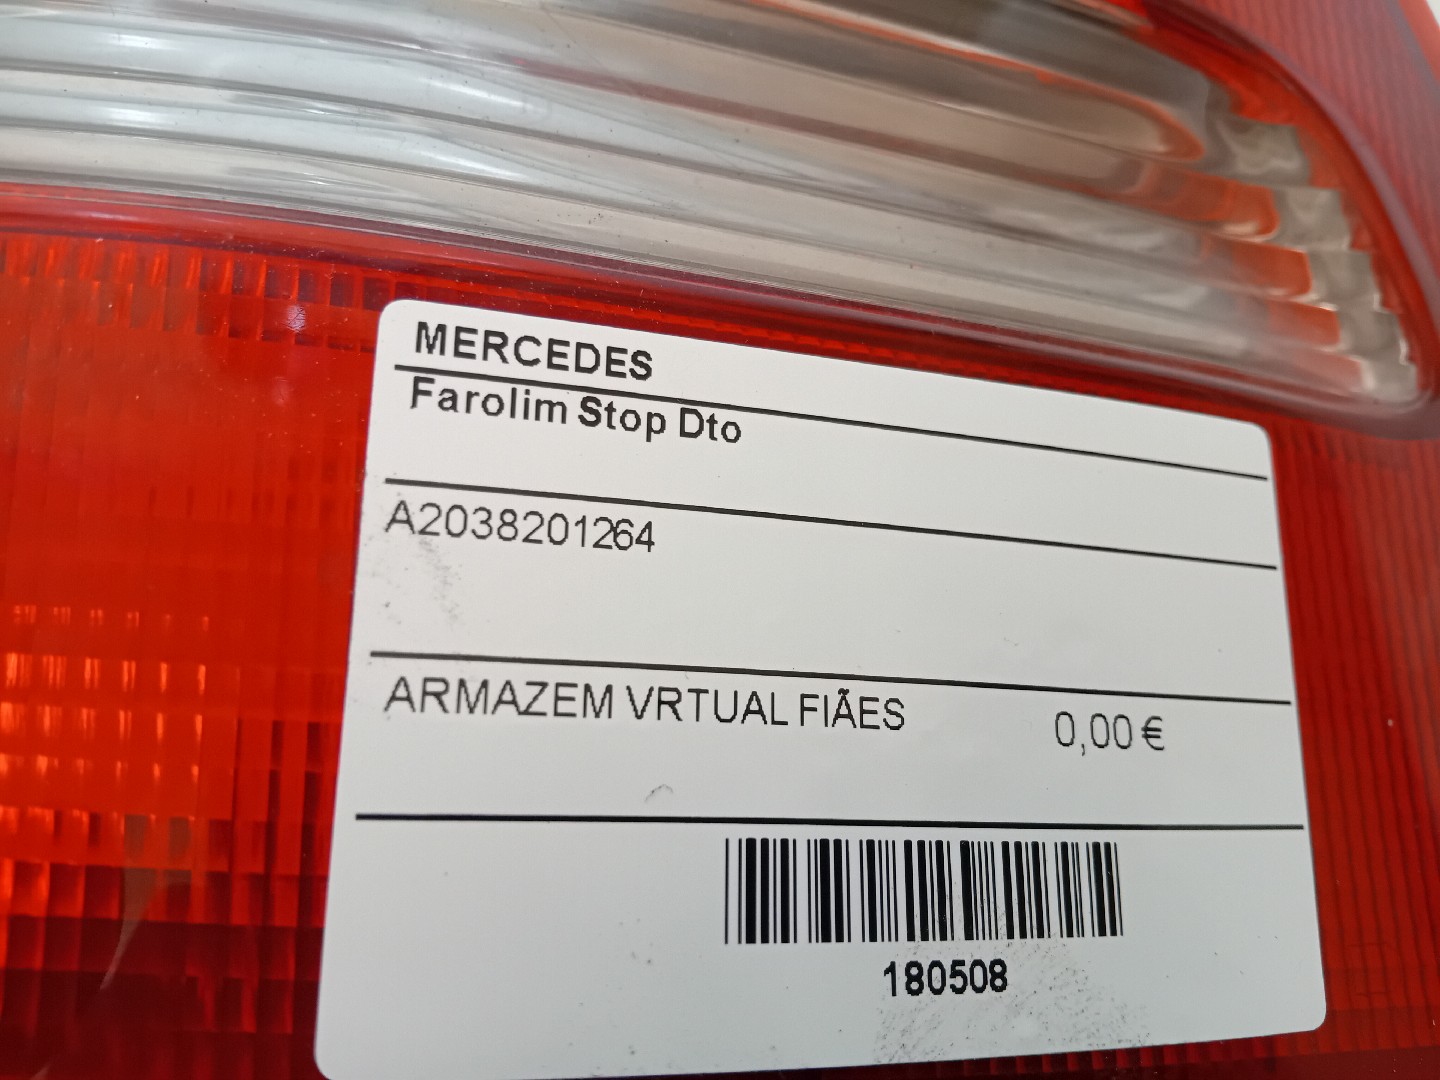 MERCEDES
Farolim Stop Dto
A2038201264
ARMAZEM VRTUAL FIÃES 0,00 €
180508